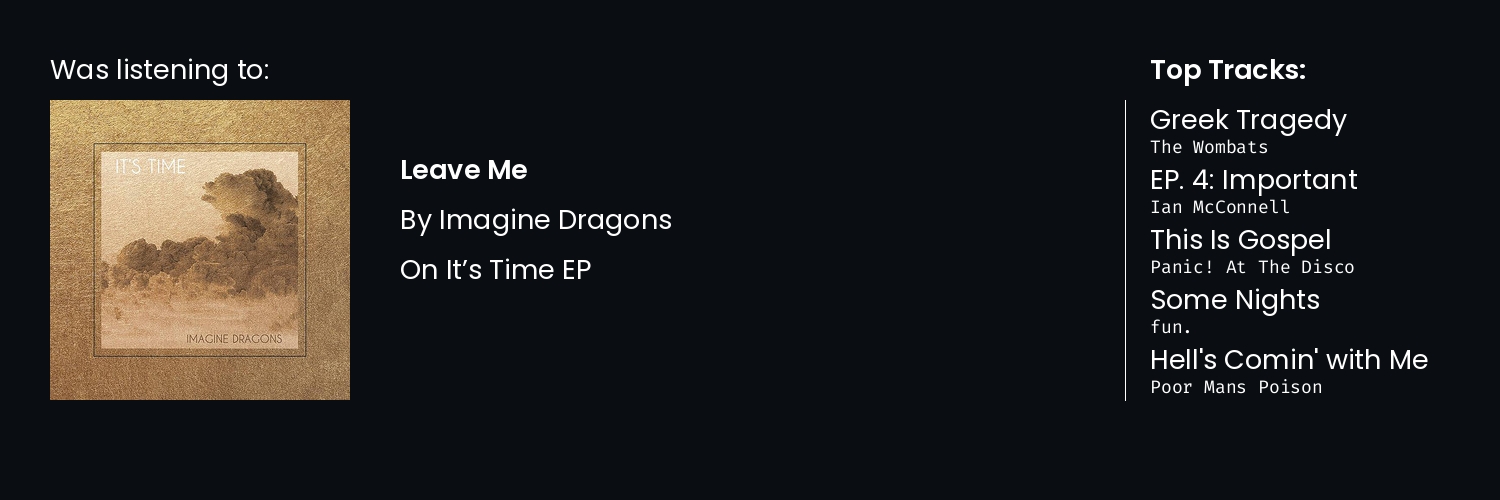 Was listening to:
IT'S TIME
IMAGINE DRAGONS
Leave Me
By Imagine Dragons
On It’s Time EP
Top Tracks:
Greek Tragedy
The Wombats
EP. 4: Important
Ian McConnell
This Is Gospel
Panic! At The Disco
Some Nights
fun.
Hell's Comin' with Me
Poor Mans Poison